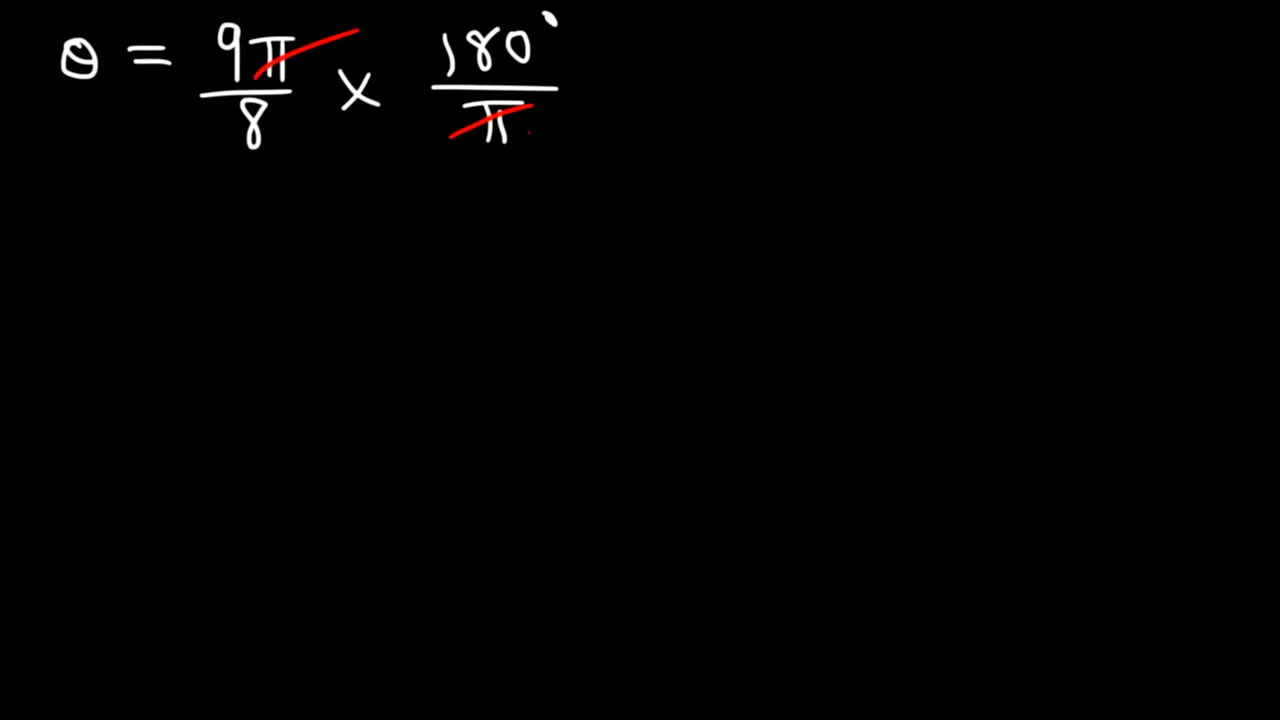 θ = 9π/8 × 180°/π